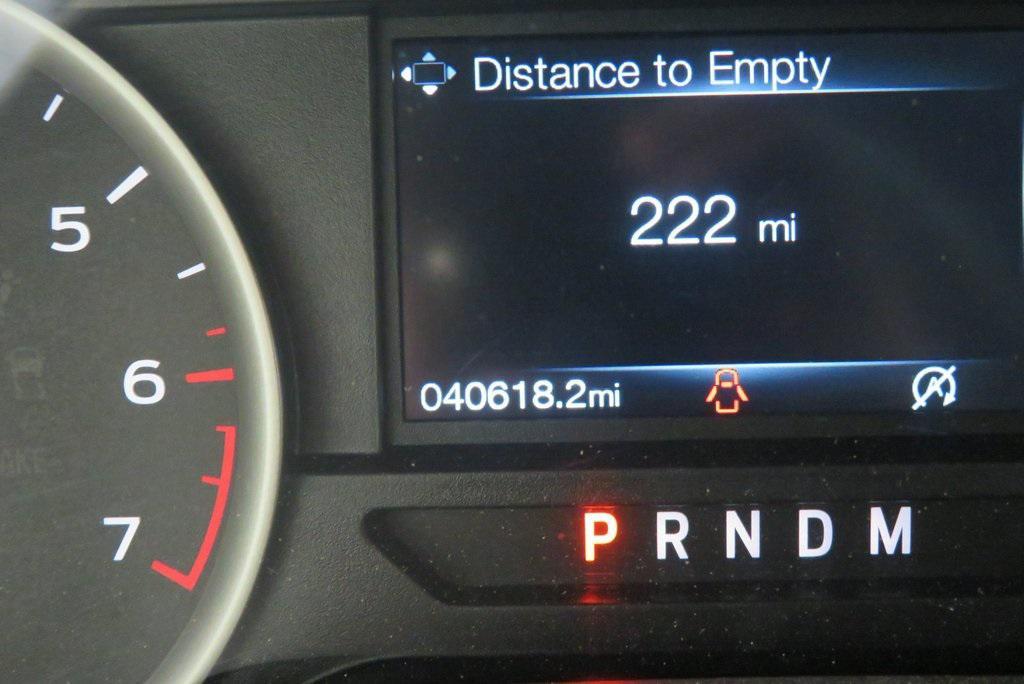 Distance to Empty
222 mi
040618.2mi
5
6
7
P R N D M